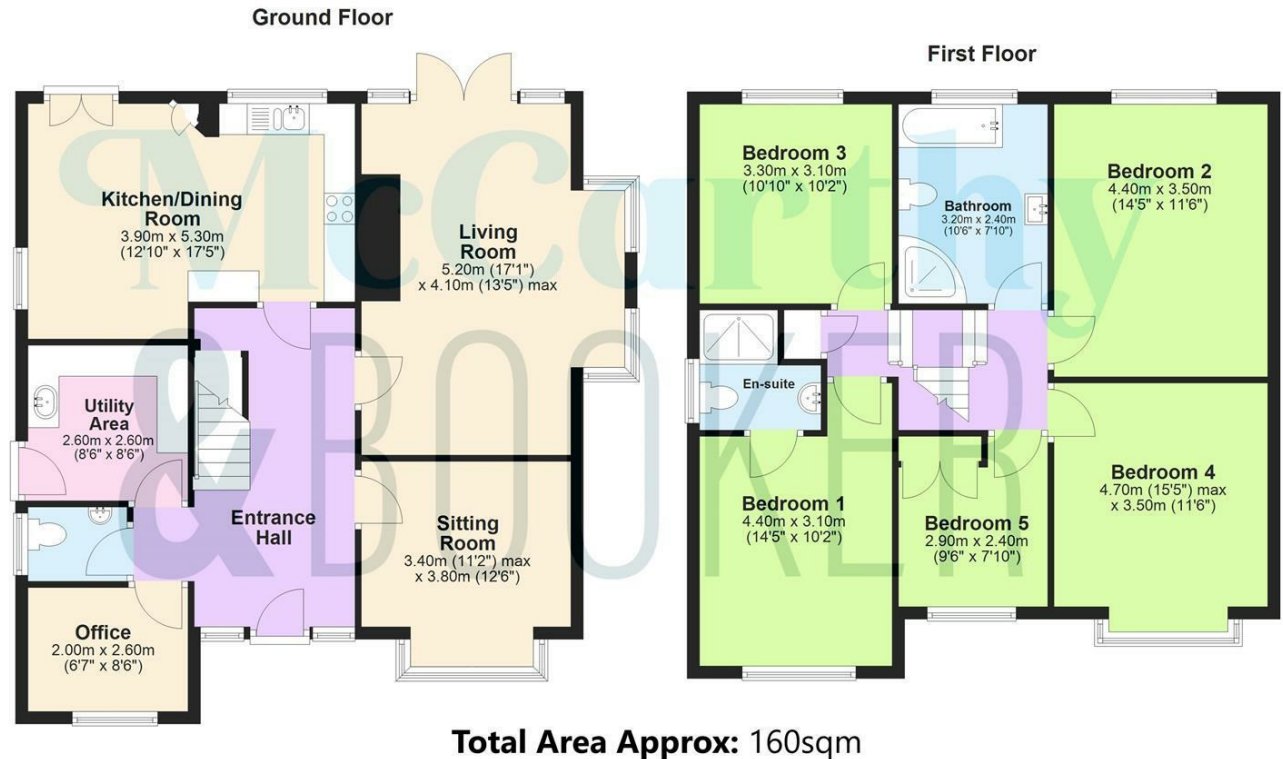 Ground Floor
First Floor
Kitchen/Dining
Room
3.90m x 5.30m
(12'10" x 17'5")
Living
Room
5.20m (17'1")
x 4.10m (13'5") max
Utility
Area
2.60m x 2.60m
(8'6" x 8'6")
Entrance
Hall
Sitting
Room
3.40m (11'2") max
x 3.80m (12'6")
Office
2.00m x 2.60m
(6'7" x 8'6")
Bedroom 3
3.30m x 3.10m
(10'10" x 10'2")
Bathroom
3.20m x 2.40m
(10'6" x 7'10")
Bedroom 2
4.40m x 3.50m
(14'5" x 11'6")
En-suite
Bedroom 1
4.40m x 3.10m
(14'5" x 10'2")
Bedroom 5
2.90m x 2.40m
(9'6" x 7'10")
Bedroom 4
4.70m (15'5") max
x 3.50m (11'6")
McCarthy
&BOOKER
Total Area Approx: 160sqm